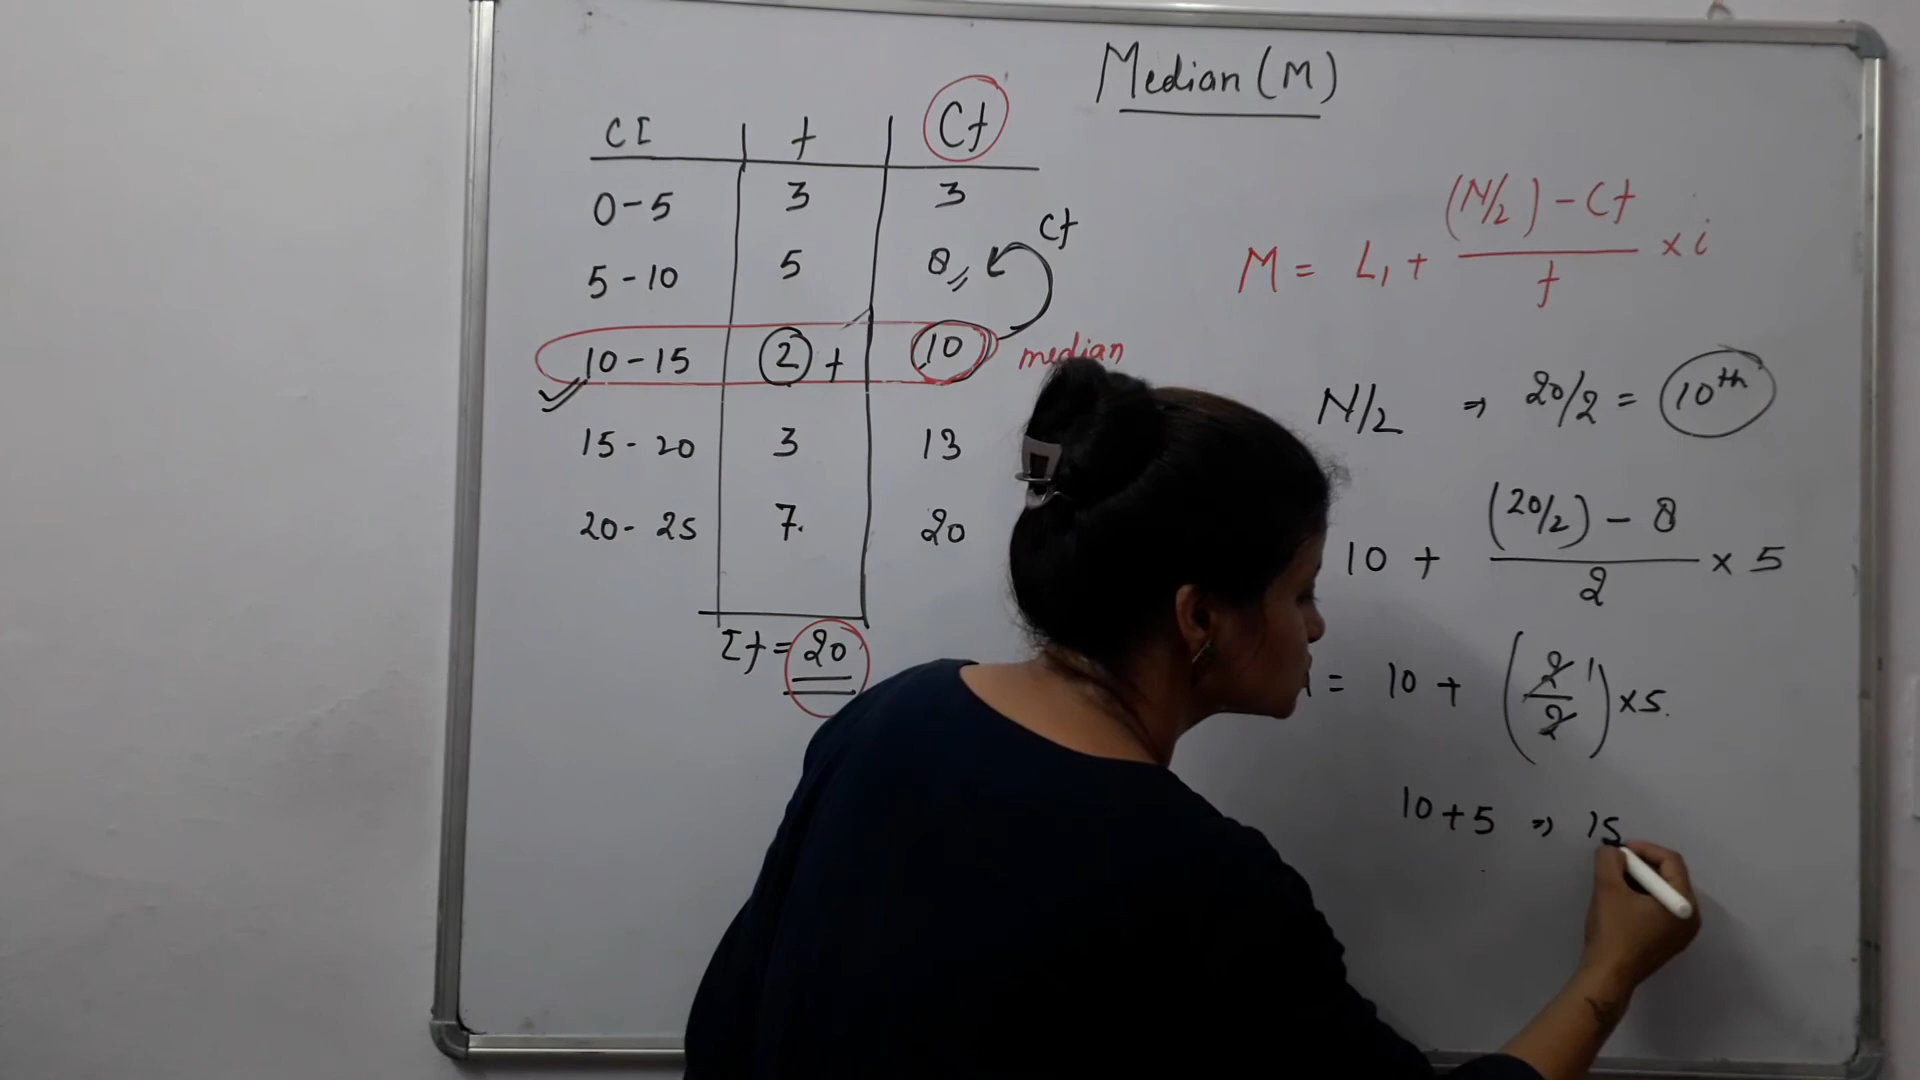 Median (M)
CI | f | Cf
0-5 3 3
5-10 5 8
Cf
10-15 2 f 10 median
15-20 3 13
20-25 7 20
Σf = 20
M = L₁ + (N/2) - Cf / f × i
N/2 ⇒ 20/2 = 10th
10 + (20/2) - 8 / 2 × 5
= 10 + (2/2 1) × 5.
10+5 ⇒ 15